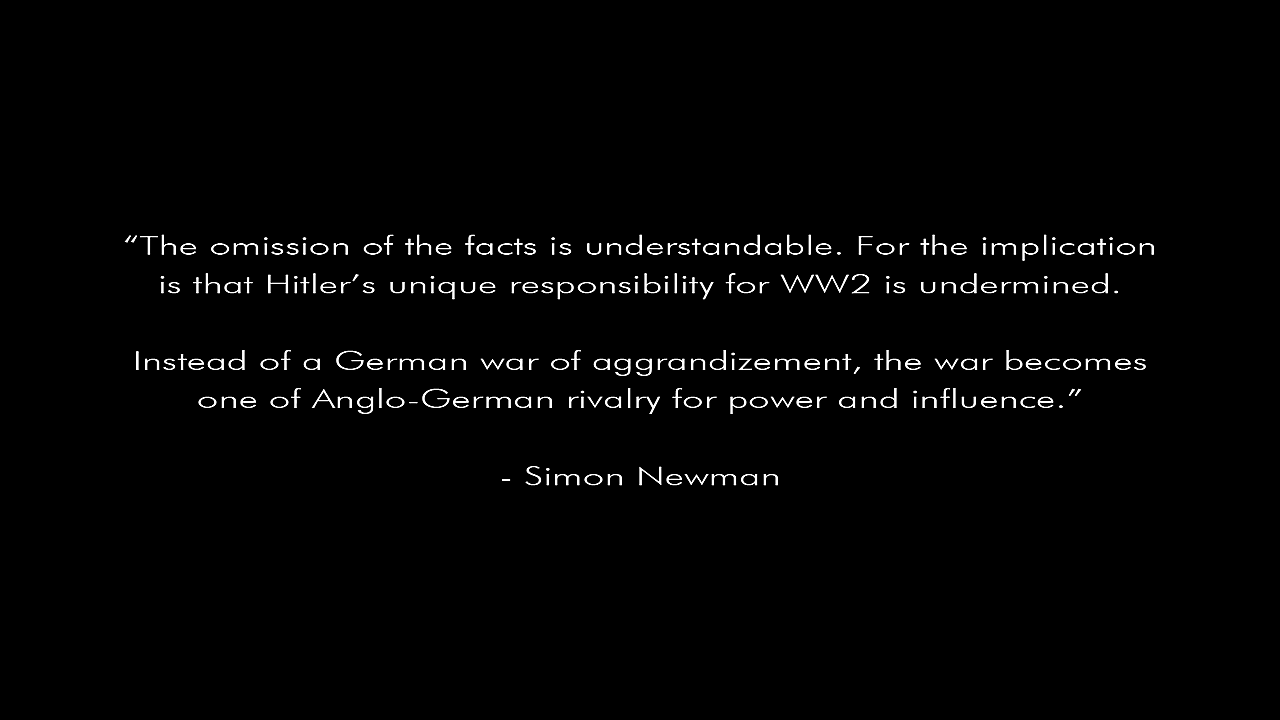 “The omission of the facts is understandable. For the implication
is that Hitler’s unique responsibility for WW2 is undermined.
Instead of a German war of aggrandizement, the war becomes
one of Anglo-German rivalry for power and influence.”
- Simon Newman